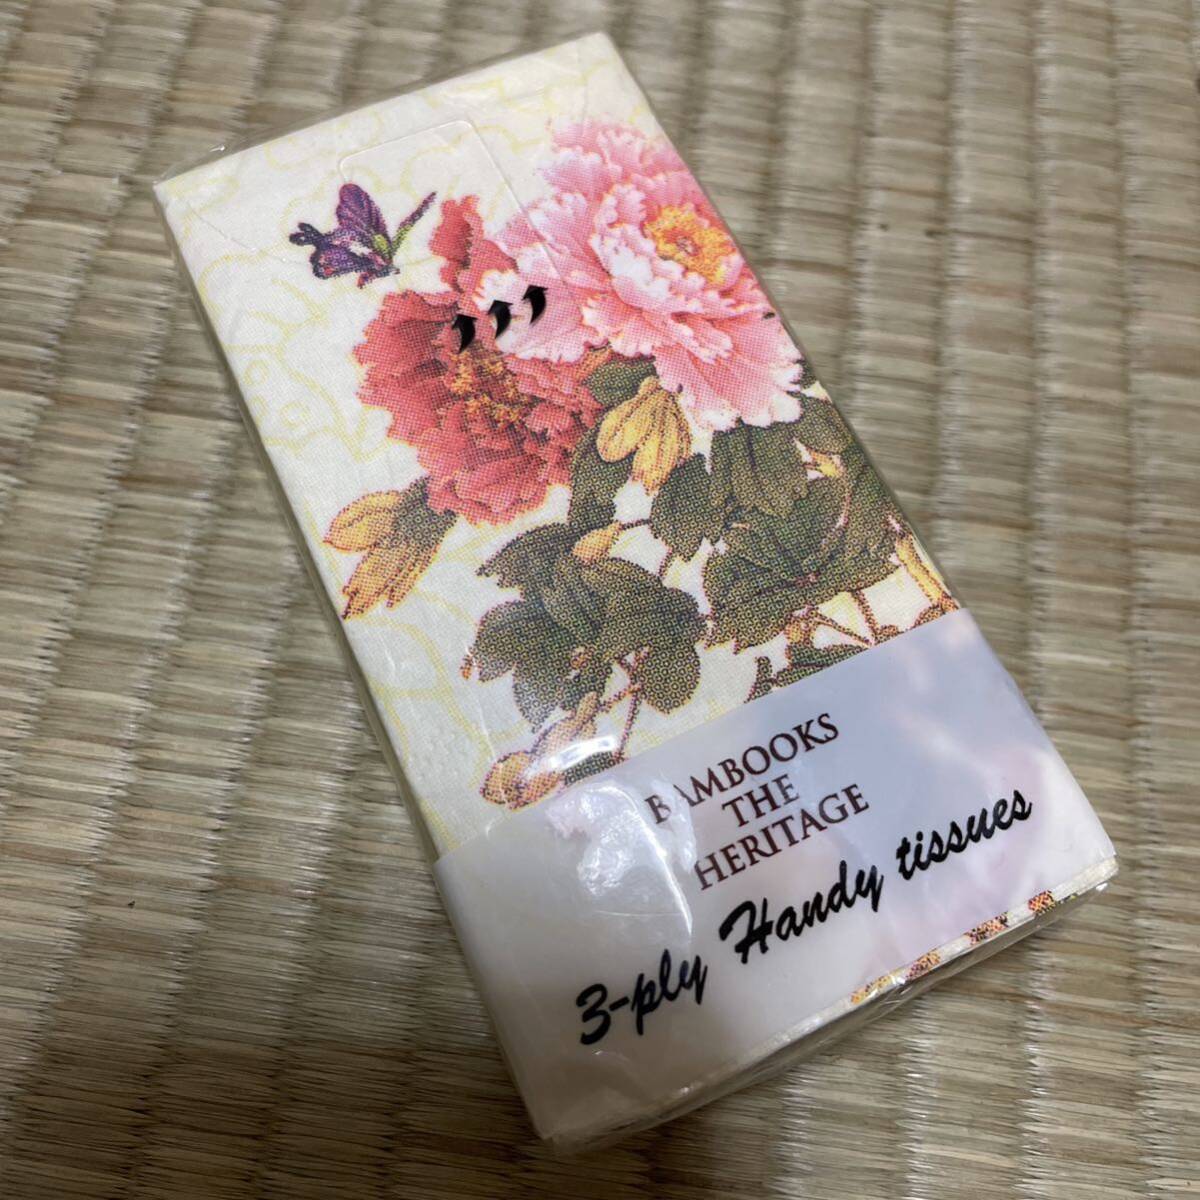 BAMBOOKS
THE
HERITAGE
3-ply Handy tissues